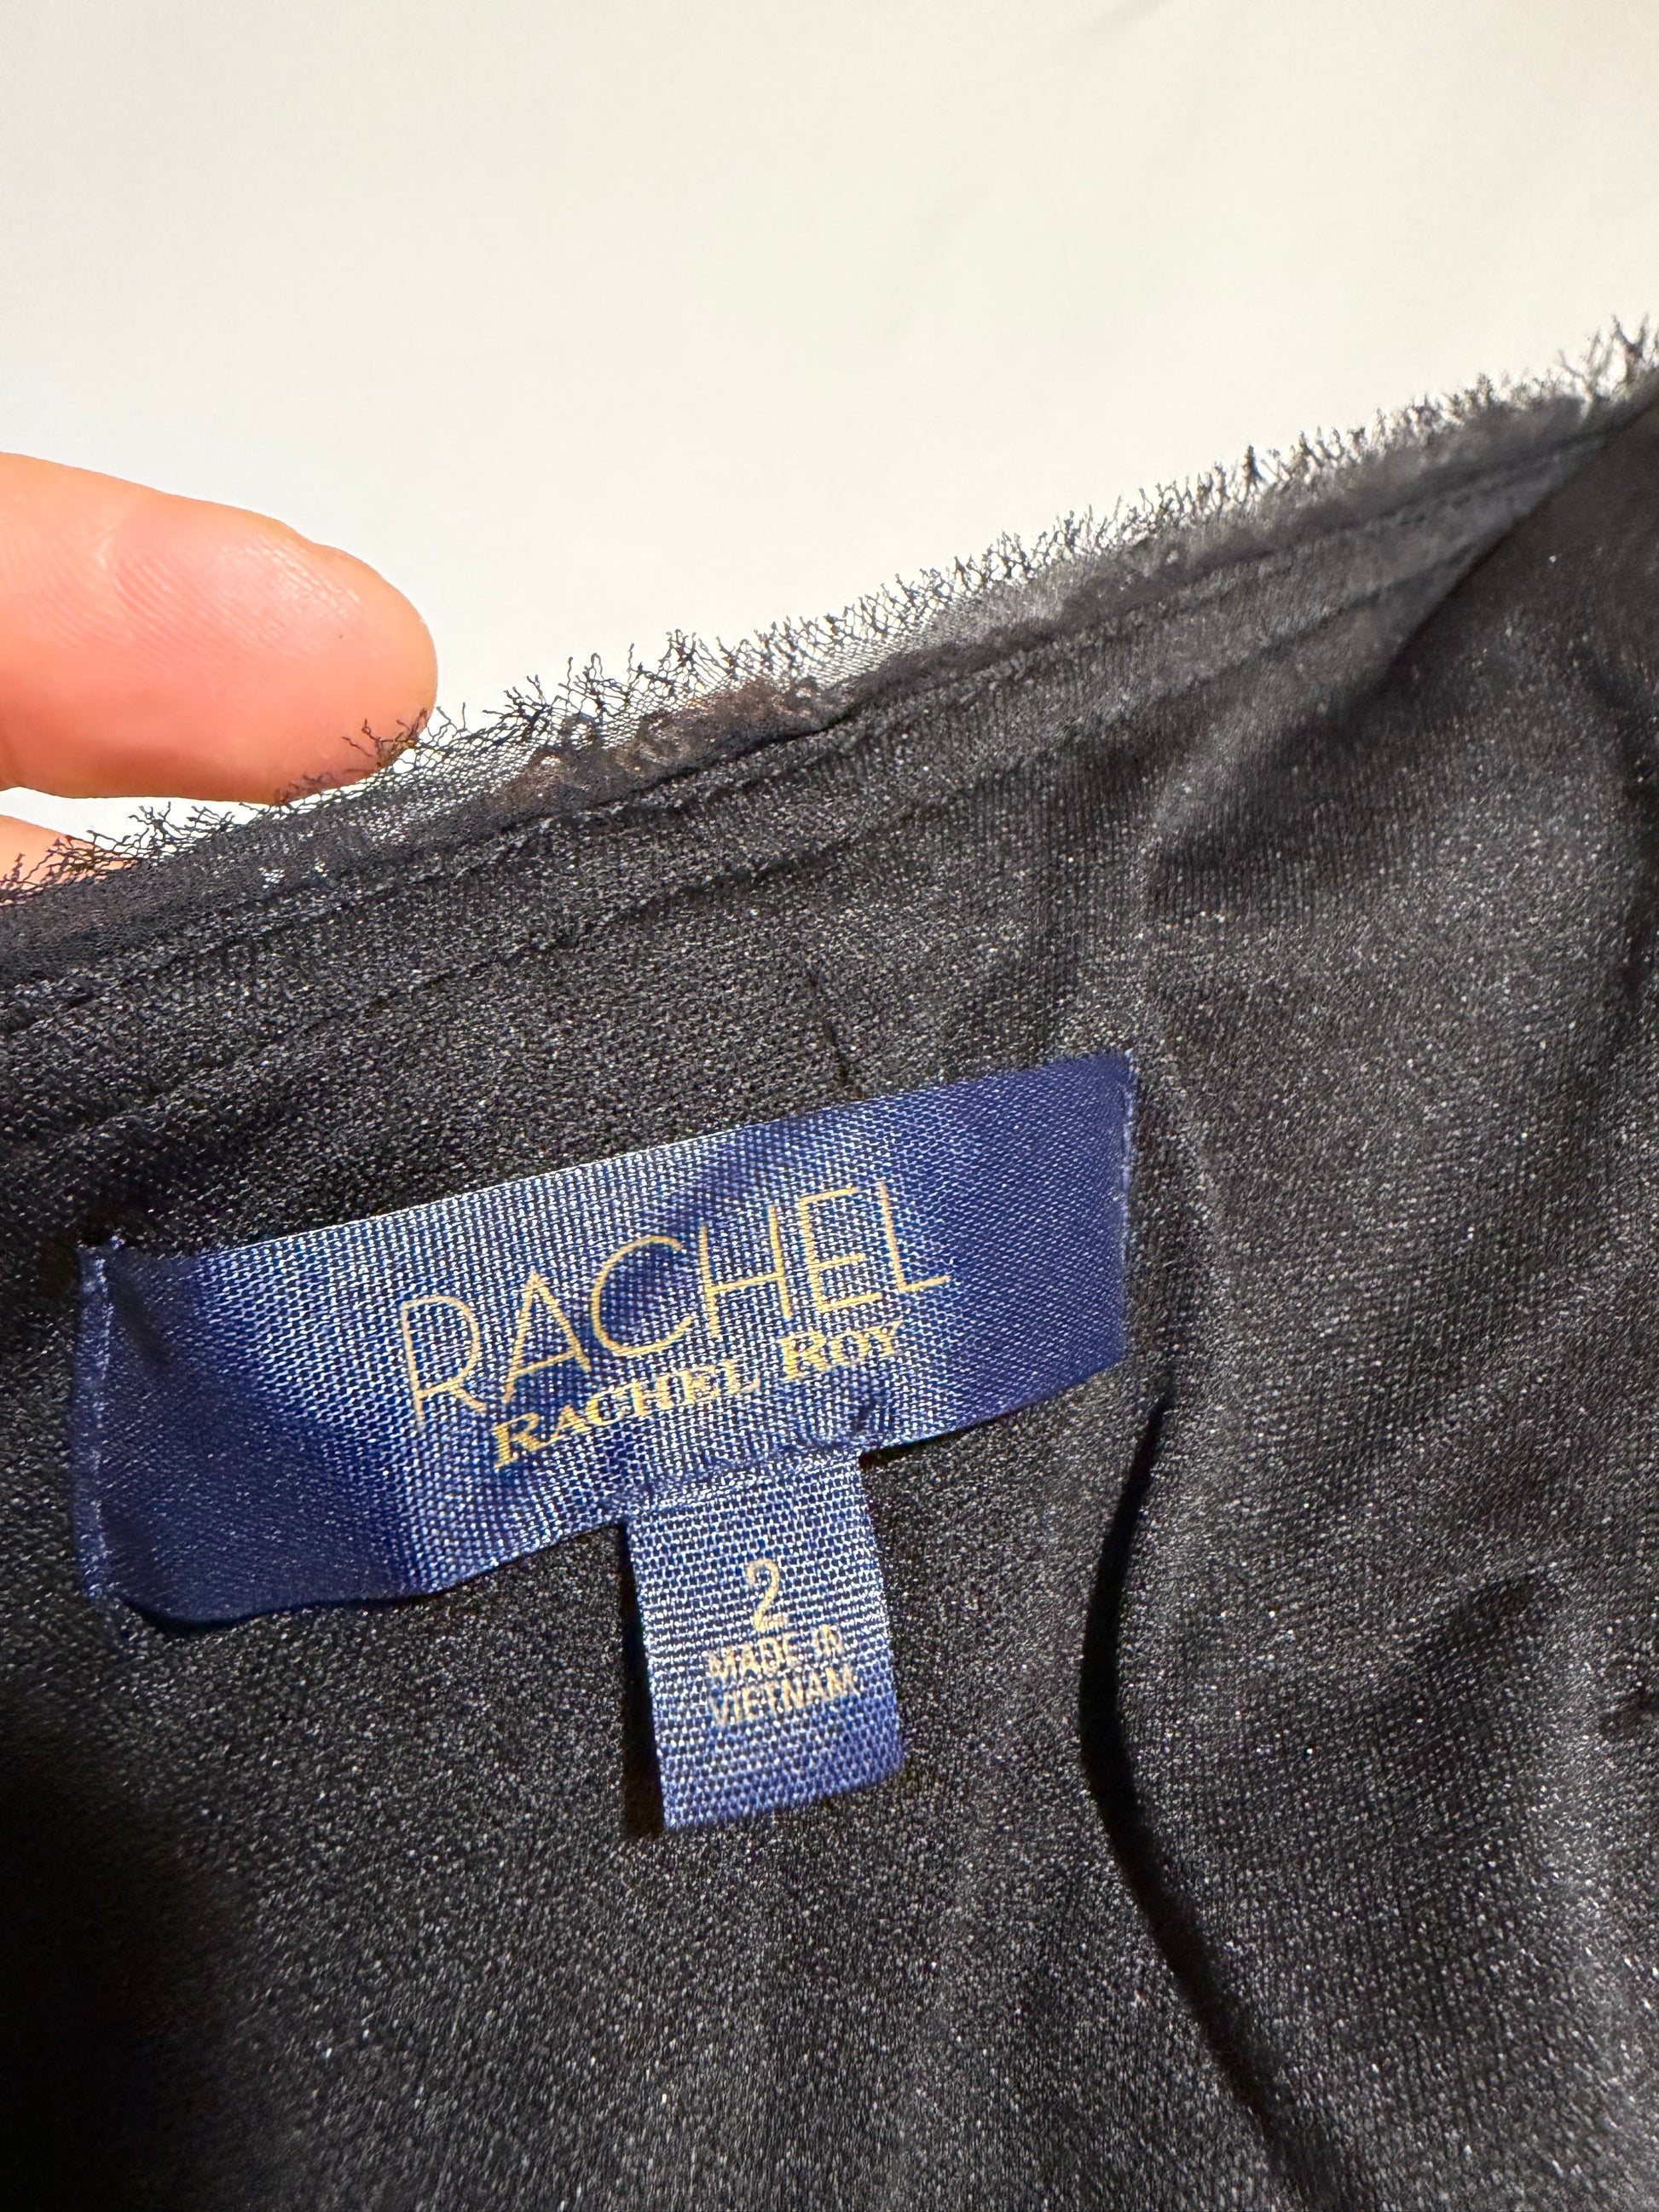 RACHEL
RACHEL ROY
2
MADE IN
VIETNAM